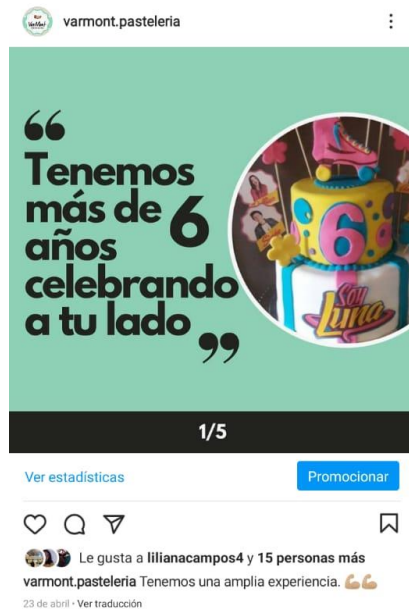 varmont.pasteleria
“
Tenemos
más de 6
años
celebrando
a tu lado
”
6
SOY
Luna
1/5
Ver estadísticas
Promocionar
Le gusta a lilianacampos4 y 15 personas más
varmont.pasteleria Tenemos una amplia experiencia. 💪🏼💪🏼
23 de abril • Ver traducción